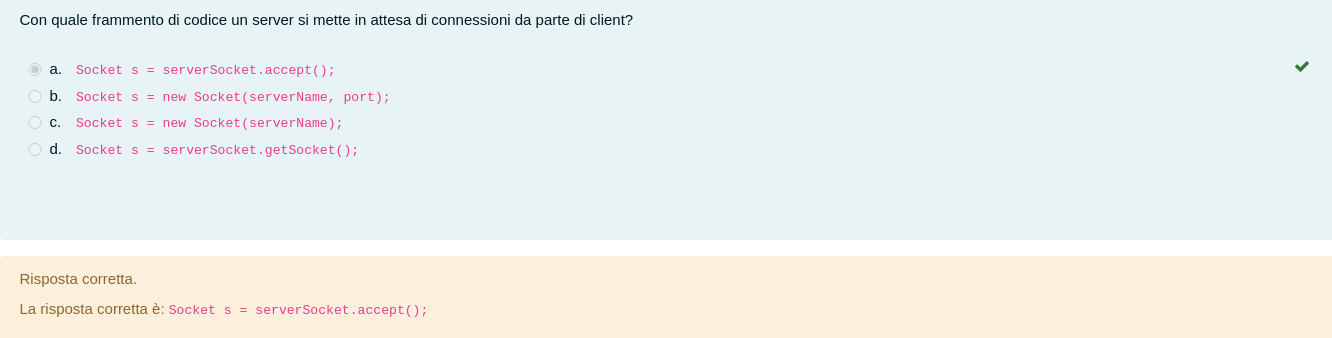 Con quale frammento di codice un server si mette in attesa di connessioni da parte di client?
a. Socket s = serverSocket.accept();
b. Socket s = new Socket(serverName, port);
c. Socket s = new Socket(serverName);
d. Socket s = serverSocket.getSocket();
Risposta corretta.
La risposta corretta è: Socket s = serverSocket.accept();